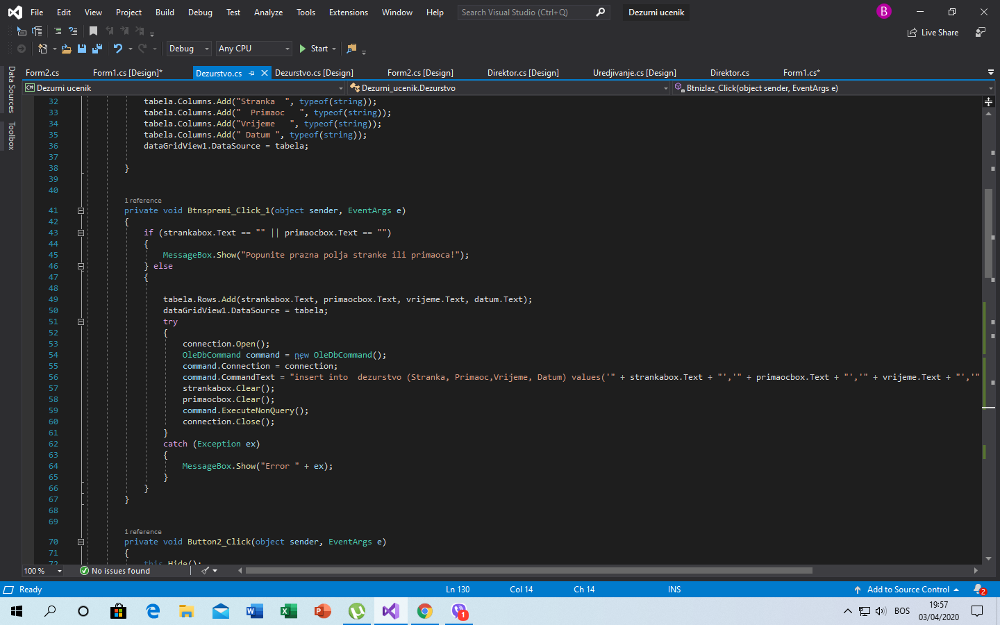 File Edit View Project Build Debug Test Analyze Tools Extensions Window Help Search Visual Studio (Ctrl+Q) Dezurni ucenik B
Live Share
Debug Any CPU Start
Form2.cs Form1.cs [Design]* Dezurstvo.cs Dezurstvo.cs [Design] Form2.cs [Design] Direktor.cs [Design] Uredjivanje.cs [Design] Direktor.cs Form1.cs*
Data Sources
Toolbox
C# Dezurni ucenik Dezurni_ucenik.Dezurstvo Btnizlaz_Click(object sender, EventArgs e)
32 tabela.Columns.Add("Stranka  ", typeof(string));
33 tabela.Columns.Add("  Primaoc   ", typeof(string));
34 tabela.Columns.Add("Vrijeme   ", typeof(string));
35 tabela.Columns.Add(" Datum ", typeof(string));
36 dataGridView1.DataSource = tabela;
37
38 }
39
40
1 reference
41 private void Btnspremi_Click_1(object sender, EventArgs e)
42 {
43 if (strankabox.Text == "" || primaocbox.Text == "")
44 {
45 MessageBox.Show("Popunite prazna polja stranke ili primaoca!");
46 } else
47 {
48
49 tabela.Rows.Add(strankabox.Text, primaocbox.Text, vrijeme.Text, datum.Text);
50 dataGridView1.DataSource = tabela;
51 try
52 {
53 connection.Open();
54 OleDbCommand command = new OleDbCommand();
55 command.Connection = connection;
56 command.CommandText = "insert into  dezurstvo (Stranka, Primaoc,Vrijeme, Datum) values('" + strankabox.Text + "','" + primaocbox.Text + "','" + vrijeme.Text + "','"
57 strankabox.Clear();
58 primaocbox.Clear();
59 command.ExecuteNonQuery();
60 connection.Close();
61 }
62 catch (Exception ex)
63 {
64 MessageBox.Show("Error " + ex);
65 }
66 }
67 }
68
69
1 reference
70 private void Button2_Click(object sender, EventArgs e)
71 {
72 this.Hide();
100 % No issues found
Ready Ln 130 Col 14 Ch 14 INS Add to Source Control 2
1 BOS 19:57
03/04/2020